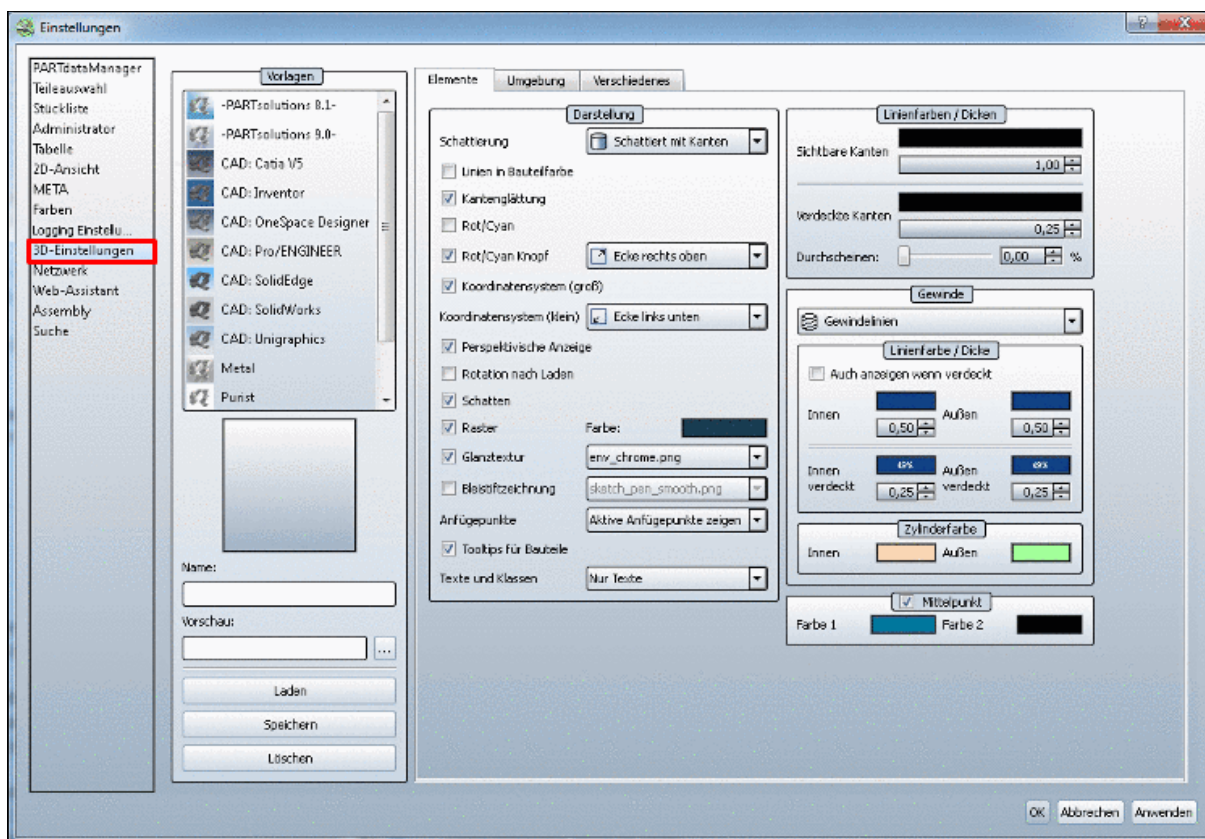 Einstellungen
PARTdataManager
Teileauswahl
Stückliste
Administrator
Tabelle
2D-Ansicht
META
Farben
Logging Einstellu...
3D-Einstellungen
Netzwerk
Web-Assistant
Assembly
Suche
Vorlagen
-PARTsolutions 8.1-
-PARTsolutions 9.0-
CAD: Catia V5
CAD: Inventor
CAD: OneSpace Designer
CAD: Pro/ENGINEER
CAD: SolidEdge
CAD: SolidWorks
CAD: Unigraphics
Metal
Purist
Name:
Vorschau:
...
Laden
Speichern
Löschen
Elemente Umgebung Verschiedenes
Darstellung
Schattierung Schattiert mit Kanten
Linien in Bauteilfarbe
Kantenglättung
Rot/Cyan
Rot/Cyan Knopf Ecke rechts oben
Koordinatensystem (groß)
Koordinatensystem (klein) Ecke links unten
Perspektivische Anzeige
Rotation nach Laden
Schatten
Raster Farbe:
Glanztextur env_chrome.png
Bleistiftzeichnung sketch_pen_smooth.png
Anfügepunkte Aktive Anfügepunkte zeigen
Tooltips für Bauteile
Texte und Klassen Nur Texte
Linienfarben / Dicken
Sichtbare Kanten
1,00
Verdeckte Kanten
0,25
Durchscheinen: 0,00 %
Gewinde
Gewindelinien
Linienfarbe / Dicke
Auch anzeigen wenn verdeckt
Innen Außen
0,50 0,50
Innen verdeckt 49% Außen verdeckt 49%
0,25 0,25
Zylinderfarbe
Innen Außen
Mittelpunkt
Farbe 1 Farbe 2
OK Abbrechen Anwenden